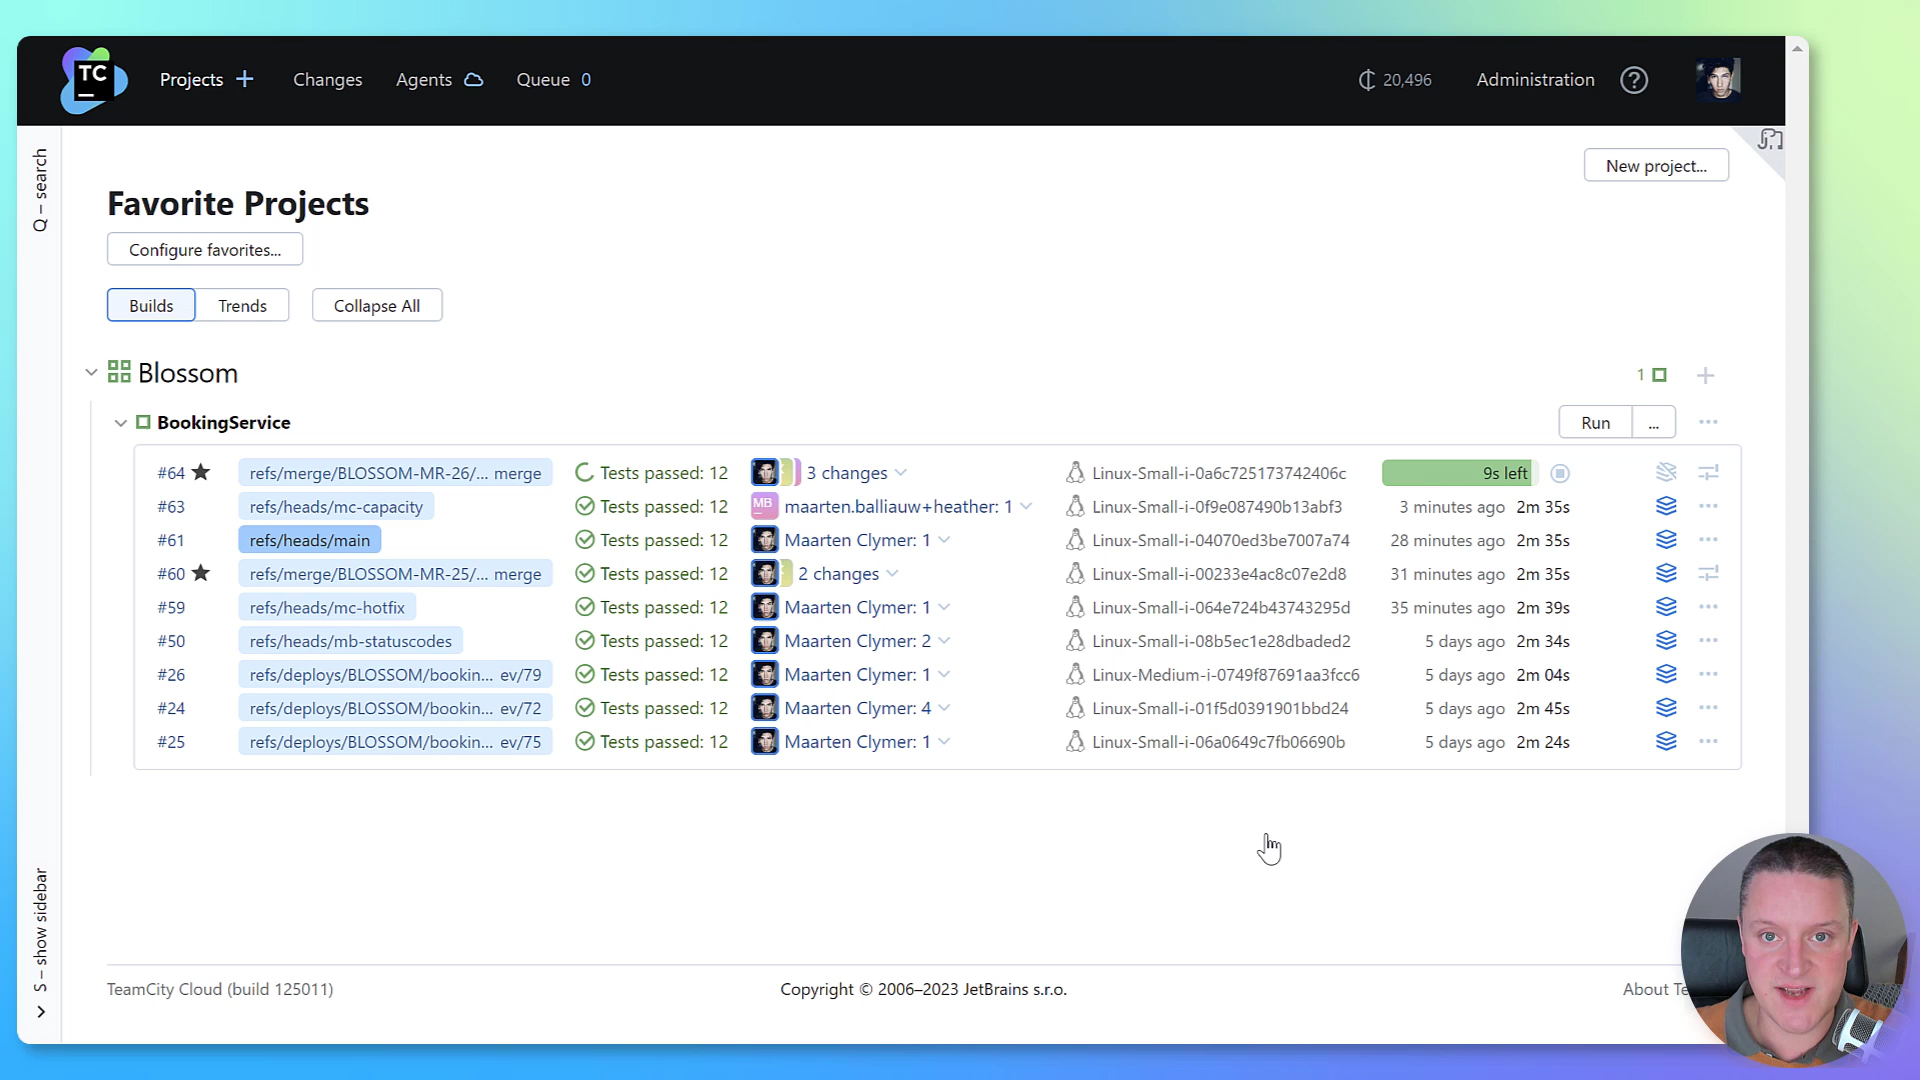 TC
Projects
Changes
Agents
Queue 0
20,496
Administration
?
Q – search
New project...
Favorite Projects
Configure favorites...
Builds
Trends
Collapse All
Blossom
1
BookingService
Run
...
#64 refs/merge/BLOSSOM-MR-26/... merge Tests passed: 12 3 changes Linux-Small-i-0a6c725173742406c 9s left
#63 refs/heads/mc-capacity Tests passed: 12 MB maarten.balliauw+heather: 1 Linux-Small-i-0f9e087490b13abf3 3 minutes ago 2m 35s
#61 refs/heads/main Tests passed: 12 Maarten Clymer: 1 Linux-Small-i-04070ed3be7007a74 28 minutes ago 2m 35s
#60 refs/merge/BLOSSOM-MR-25/... merge Tests passed: 12 2 changes Linux-Small-i-00233e4ac8c07e2d8 31 minutes ago 2m 35s
#59 refs/heads/mc-hotfix Tests passed: 12 Maarten Clymer: 1 Linux-Small-i-064e724b43743295d 35 minutes ago 2m 39s
#50 refs/heads/mb-statuscodes Tests passed: 12 Maarten Clymer: 2 Linux-Small-i-08b5ec1e28dbaded2 5 days ago 2m 34s
#26 refs/deploys/BLOSSOM/bookin... ev/79 Tests passed: 12 Maarten Clymer: 1 Linux-Medium-i-0749f87691aa3fcc6 5 days ago 2m 04s
#24 refs/deploys/BLOSSOM/bookin... ev/72 Tests passed: 12 Maarten Clymer: 4 Linux-Small-i-01f5d0391901bbd24 5 days ago 2m 45s
#25 refs/deploys/BLOSSOM/bookin... ev/75 Tests passed: 12 Maarten Clymer: 1 Linux-Small-i-06a0649c7fb06690b 5 days ago 2m 24s
S – show sidebar
TeamCity Cloud (build 125011)
Copyright © 2006–2023 JetBrains s.r.o.
About Te